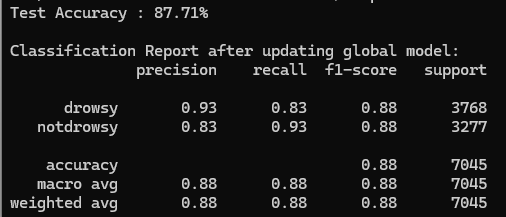 Test Accuracy : 87.71%
Classification Report after updating global model:
precision recall f1-score support
drowsy 0.93 0.83 0.88 3768
notdrowsy 0.83 0.93 0.88 3277
accuracy 0.88 7045
macro avg 0.88 0.88 0.88 7045
weighted avg 0.88 0.88 0.88 7045